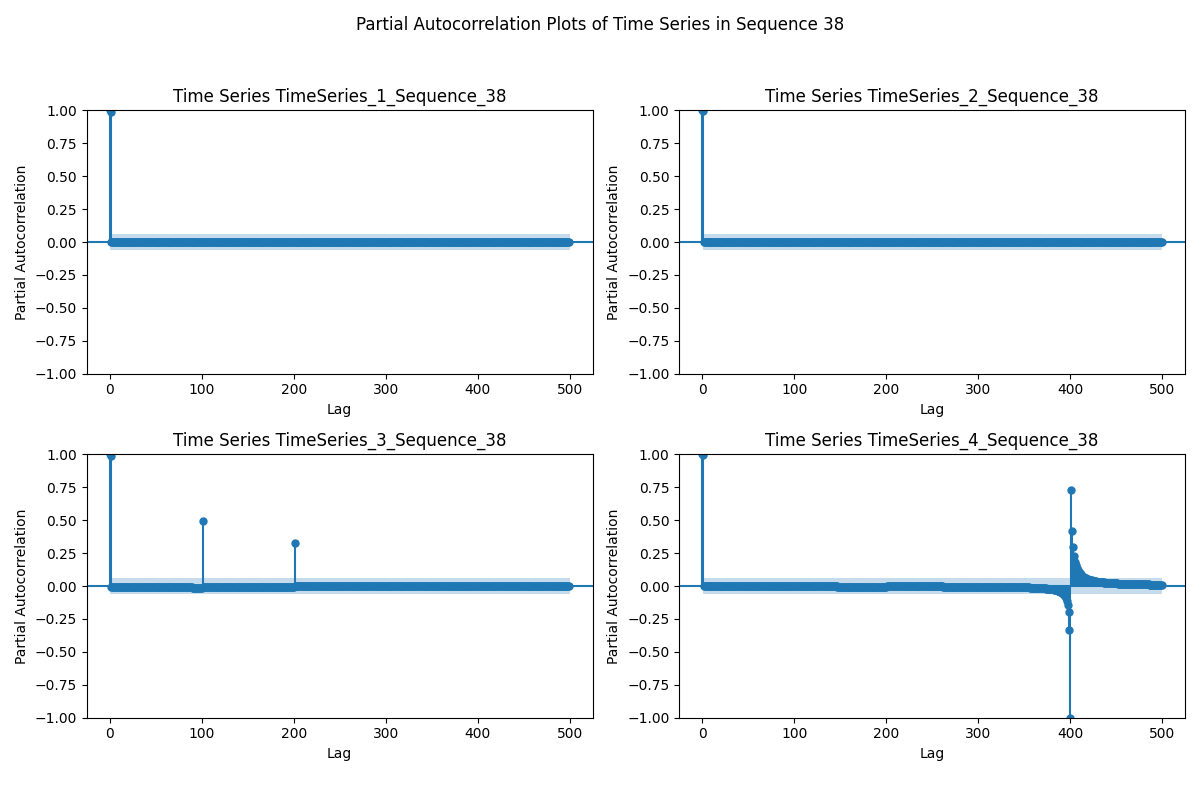 Partial Autocorrelation Plots of Time Series in Sequence 38
Time Series TimeSeries_1_Sequence_38
1.00
0.75
0.50
0.25
0.00
−0.25
−0.50
−0.75
−1.00
Partial Autocorrelation
0 100 200 300 400 500
Lag
Time Series TimeSeries_2_Sequence_38
1.00
0.75
0.50
0.25
0.00
−0.25
−0.50
−0.75
−1.00
Partial Autocorrelation
0 100 200 300 400 500
Lag
Time Series TimeSeries_3_Sequence_38
1.00
0.75
0.50
0.25
0.00
−0.25
−0.50
−0.75
−1.00
Partial Autocorrelation
0 100 200 300 400 500
Lag
Time Series TimeSeries_4_Sequence_38
1.00
0.75
0.50
0.25
0.00
−0.25
−0.50
−0.75
−1.00
Partial Autocorrelation
0 100 200 300 400 500
Lag